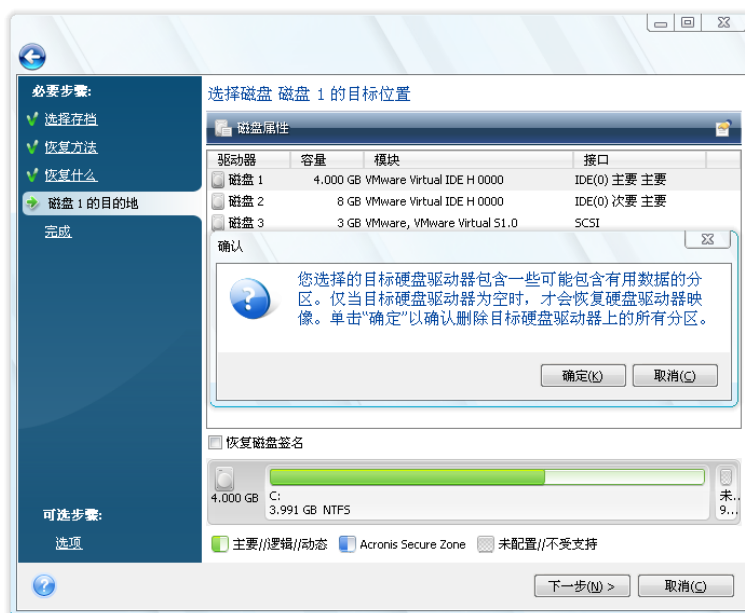 必要步骤:
选择存档
恢复方法
恢复什么
磁盘 1 的目的地
完成
选择磁盘 磁盘 1 的目标位置
磁盘属性
驱动器 容量 模块 接口
磁盘 1 4.000 GB VMware Virtual IDE H 0000 IDE(0) 主要 主要
磁盘 2 8 GB VMware Virtual IDE H 0000 IDE(0) 次要 主要
磁盘 3 3 GB VMware, VMware Virtual S1.0 SCSI
确认
您选择的目标硬盘驱动器包含一些可能包含有用数据的分
区。仅当目标硬盘驱动器为空时，才会恢复硬盘驱动器映
像。单击“确定”以确认删除目标硬盘驱动器上的所有分区。
确定(K) 取消(C)
恢复磁盘签名
4.000 GB C: 未..
3.991 GB NTFS 9...
主要//逻辑//动态 Acronis Secure Zone 未配置//不受支持
可选步骤:
选项
下一步(N) > 取消(C)